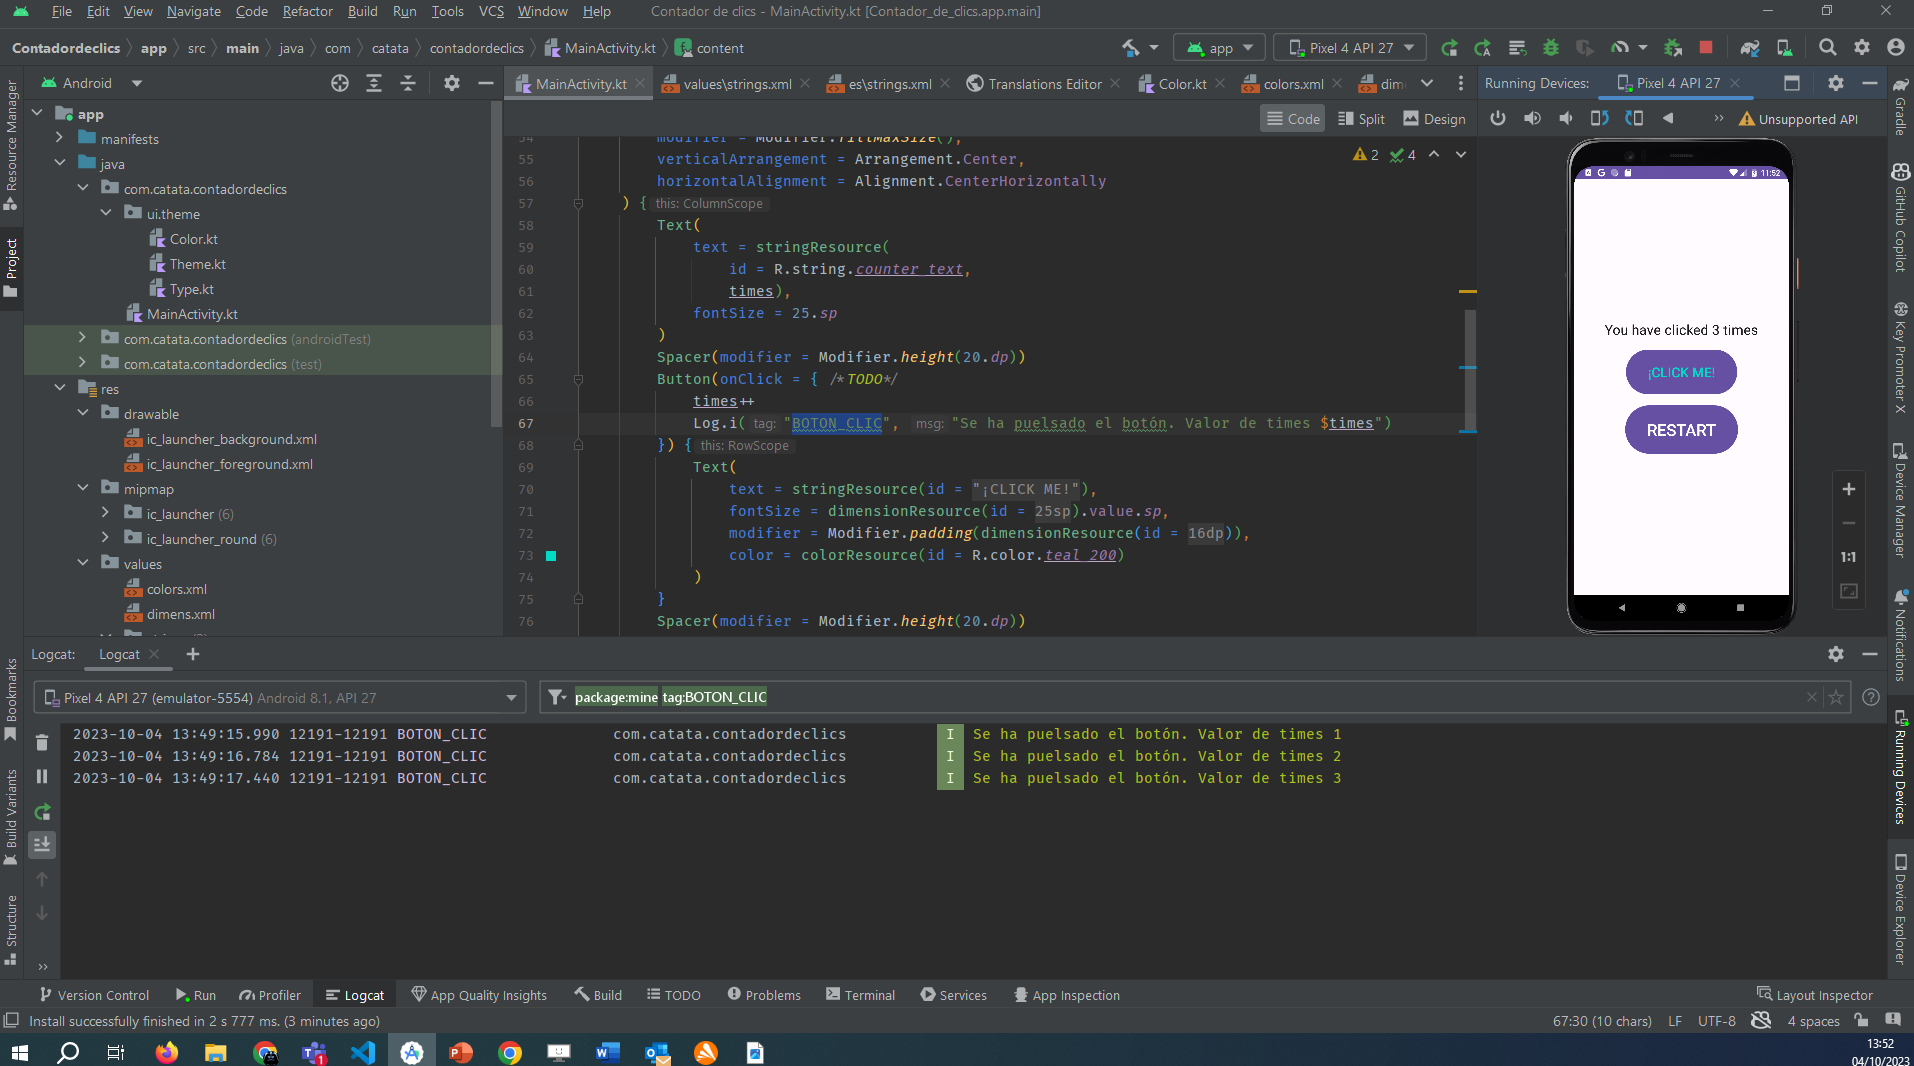 File Edit View Navigate Code Refactor Build Run Tools VCS Window Help Contador de clics - MainActivity.kt [Contador_de_clics.app.main]
Contadordeclics app src main java com catata contadordeclics MainActivity.kt content app Pixel 4 API 27
Android MainActivity.kt values\strings.xml es\strings.xml Translations Editor Color.kt colors.xml dime Running Devices: Pixel 4 API 27
Code Split Design Unsupported API
Resource Manager
Project
Bookmarks
Build Variants
Structure
app
manifests
java
com.catata.contadordeclics
ui.theme
Color.kt
Theme.kt
Type.kt
MainActivity.kt
com.catata.contadordeclics (androidTest)
com.catata.contadordeclics (test)
res
drawable
ic_launcher_background.xml
ic_launcher_foreground.xml
mipmap
ic_launcher (6)
ic_launcher_round (6)
values
colors.xml
dimens.xml
2 4
54 modifier = Modifier.fillMaxSize(),
55 verticalArrangement = Arrangement.Center,
56 horizontalAlignment = Alignment.CenterHorizontally
57 ) { this: ColumnScope
58 Text(
59 text = stringResource(
60 id = R.string.counter_text,
61 times),
62 fontSize = 25.sp
63 )
64 Spacer(modifier = Modifier.height(20.dp))
65 Button(onClick = { /*TODO*/
66 times++
67 Log.i( tag: "BOTON_CLIC", msg: "Se ha puelsado el botón. Valor de times $times")
68 }) { this: RowScope
69 Text(
70 text = stringResource(id = "¡CLICK ME!"),
71 fontSize = dimensionResource(id = 25sp).value.sp,
72 modifier = Modifier.padding(dimensionResource(id = 16dp)),
73 color = colorResource(id = R.color.teal_200)
74 )
75 }
76 Spacer(modifier = Modifier.height(20.dp))
11:52
You have clicked 3 times
¡CLICK ME!
RESTART
1:1
Gradle
GitHub Copilot
Key Promoter X
Device Manager
Notifications
Running Devices
Device Explorer
Logcat: Logcat
Pixel 4 API 27 (emulator-5554) Android 8.1, API 27 package:mine tag:BOTON_CLIC
2023-10-04 13:49:15.990 12191-12191 BOTON_CLIC com.catata.contadordeclics I Se ha puelsado el botón. Valor de times 1
2023-10-04 13:49:16.784 12191-12191 BOTON_CLIC com.catata.contadordeclics I Se ha puelsado el botón. Valor de times 2
2023-10-04 13:49:17.440 12191-12191 BOTON_CLIC com.catata.contadordeclics I Se ha puelsado el botón. Valor de times 3
Version Control Run Profiler Logcat App Quality Insights Build TODO Problems Terminal Services App Inspection Layout Inspector
Install successfully finished in 2 s 777 ms. (3 minutes ago) 67:30 (10 chars) LF UTF-8 4 spaces
13:52
04/10/2023